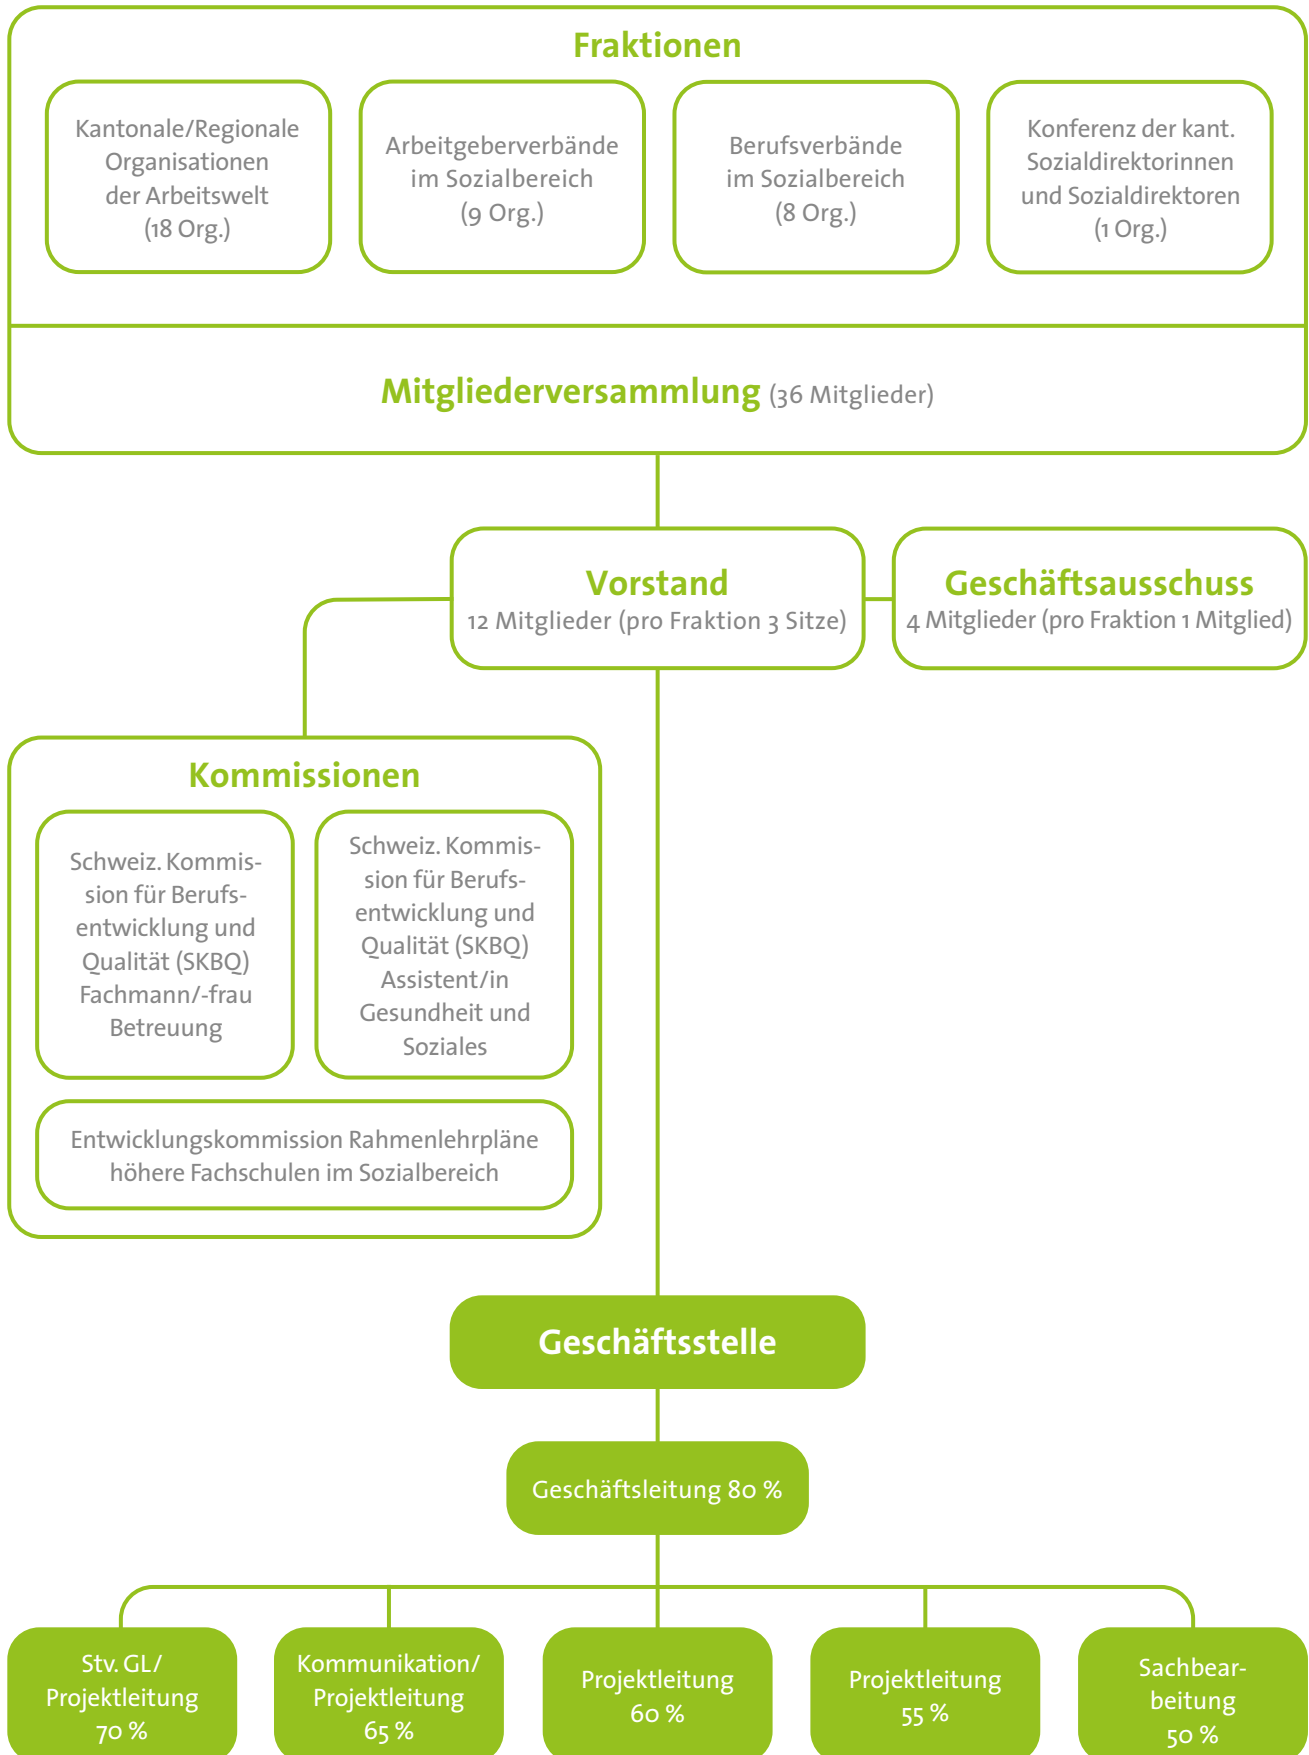 Fraktionen
Kantonale/Regionale
Organisationen
der Arbeitswelt
(18 Org.)
Arbeitgeberverbände
im Sozialbereich
(9 Org.)
Berufsverbände
im Sozialbereich
(8 Org.)
Konferenz der kant.
Sozialdirektorinnen
und Sozialdirektoren
(1 Org.)
Mitgliederversammlung (36 Mitglieder)
Vorstand
12 Mitglieder (pro Fraktion 3 Sitze)
Geschäftsausschuss
4 Mitglieder (pro Fraktion 1 Mitglied)
Kommissionen
Schweiz. Kommis-
sion für Berufs-
entwicklung und
Qualität (SKBQ)
Fachmann/-frau
Betreuung
Schweiz. Kommis-
sion für Berufs-
entwicklung und
Qualität (SKBQ)
Assistent/in
Gesundheit und
Soziales
Entwicklungskommission Rahmenlehrpläne
höhere Fachschulen im Sozialbereich
Geschäftsstelle
Geschäftsleitung 80 %
Stv. GL/
Projektleitung
70 %
Kommunikation/
Projektleitung
65 %
Projektleitung
60 %
Projektleitung
55 %
Sachbear-
beitung
50 %